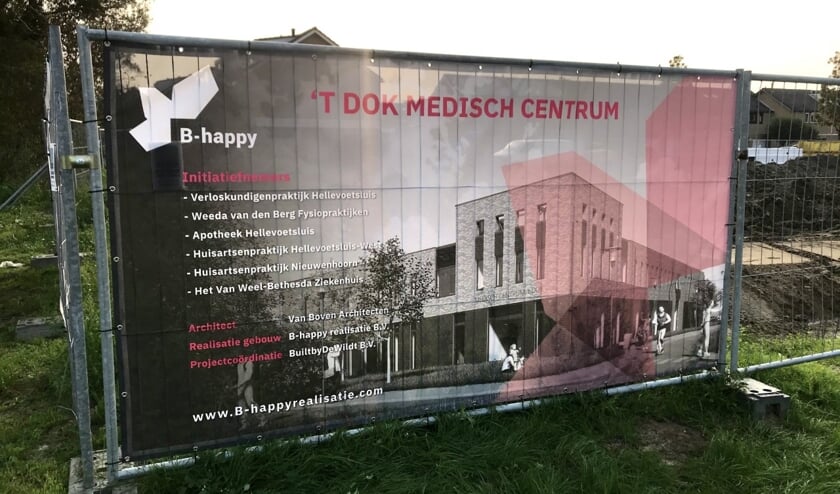 'T DOK MEDISCH CENTRUM
B-happy
Initiatiefnemers
- Verloskundigenpraktijk Hellevoetsluis
- Weeda van den Berg Fysiopraktijken
- Apotheek Hellevoetsluis
- Huisartsenpraktijk Hellevoetsluis-West
- Huisartsenpraktijk Nieuwenhoorn
- Het Van Weel-Bethesda Ziekenhuis
Architect Van Boven Architecten
Realisatie gebouw B-happy realisatie B.V.
Projectcoördinatie BuiltbyDeWildt B.V.
www.B-happyrealisatie.com